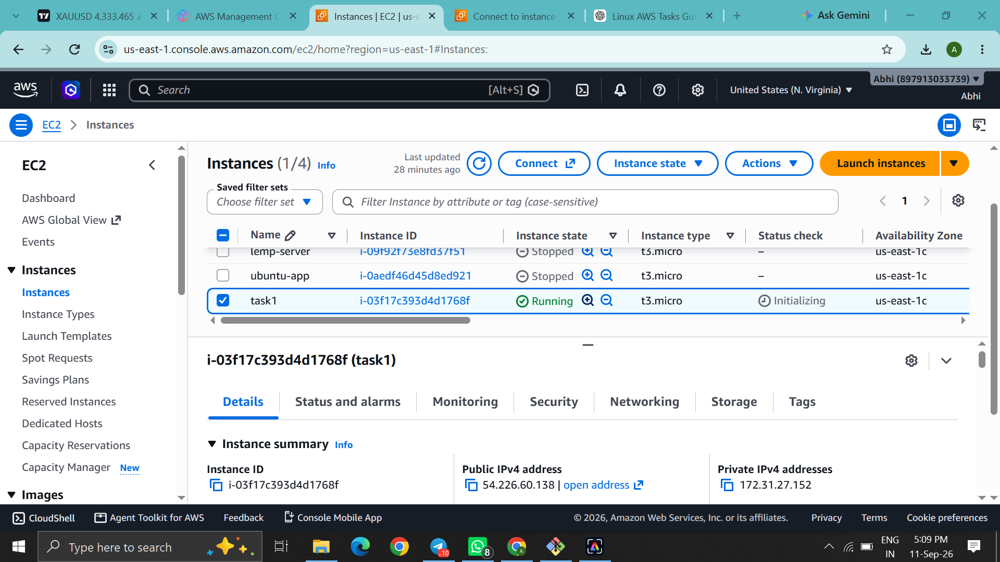 XAUUSD 4,333.465
AWS Management C
Instances | EC2 | us-e
Connect to instance
Linux AWS Tasks Gui
Ask Gemini
us-east-1.console.aws.amazon.com/ec2/home?region=us-east-1#Instances:
A
aws
Search
[Alt+S]
United States (N. Virginia)
Abhi (897913033739)
Abhi
EC2
Instances
EC2
Dashboard
AWS Global View
Events
Instances
Instances
Instance Types
Launch Templates
Spot Requests
Savings Plans
Reserved Instances
Dedicated Hosts
Capacity Reservations
Capacity Manager New
Images
Instances (1/4) Info
Last updated
28 minutes ago
Connect
Instance state
Actions
Launch instances
Saved filter sets
Choose filter set
Filter Instance by attribute or tag (case-sensitive)
1
Name Instance ID Instance state Instance type Status check Availability Zone
lemp-server i-09f92f73e8fd37f51 Stopped t3.micro – us-east-1c
ubuntu-app i-0aedf46d45d8ed921 Stopped t3.micro – us-east-1c
task1 i-03f17c393d4d1768f Running t3.micro Initializing us-east-1c
i-03f17c393d4d1768f (task1)
Details Status and alarms Monitoring Security Networking Storage Tags
Instance summary Info
Instance ID
i-03f17c393d4d1768f
Public IPv4 address
54.226.60.138 | open address
Private IPv4 addresses
172.31.27.152
CloudShell Agent Toolkit for AWS Feedback Console Mobile App
© 2026, Amazon Web Services, Inc. or its affiliates. Privacy Terms Cookie preferences
Type here to search
10
8
A
ENG
IN
5:09 PM
11-Sep-26